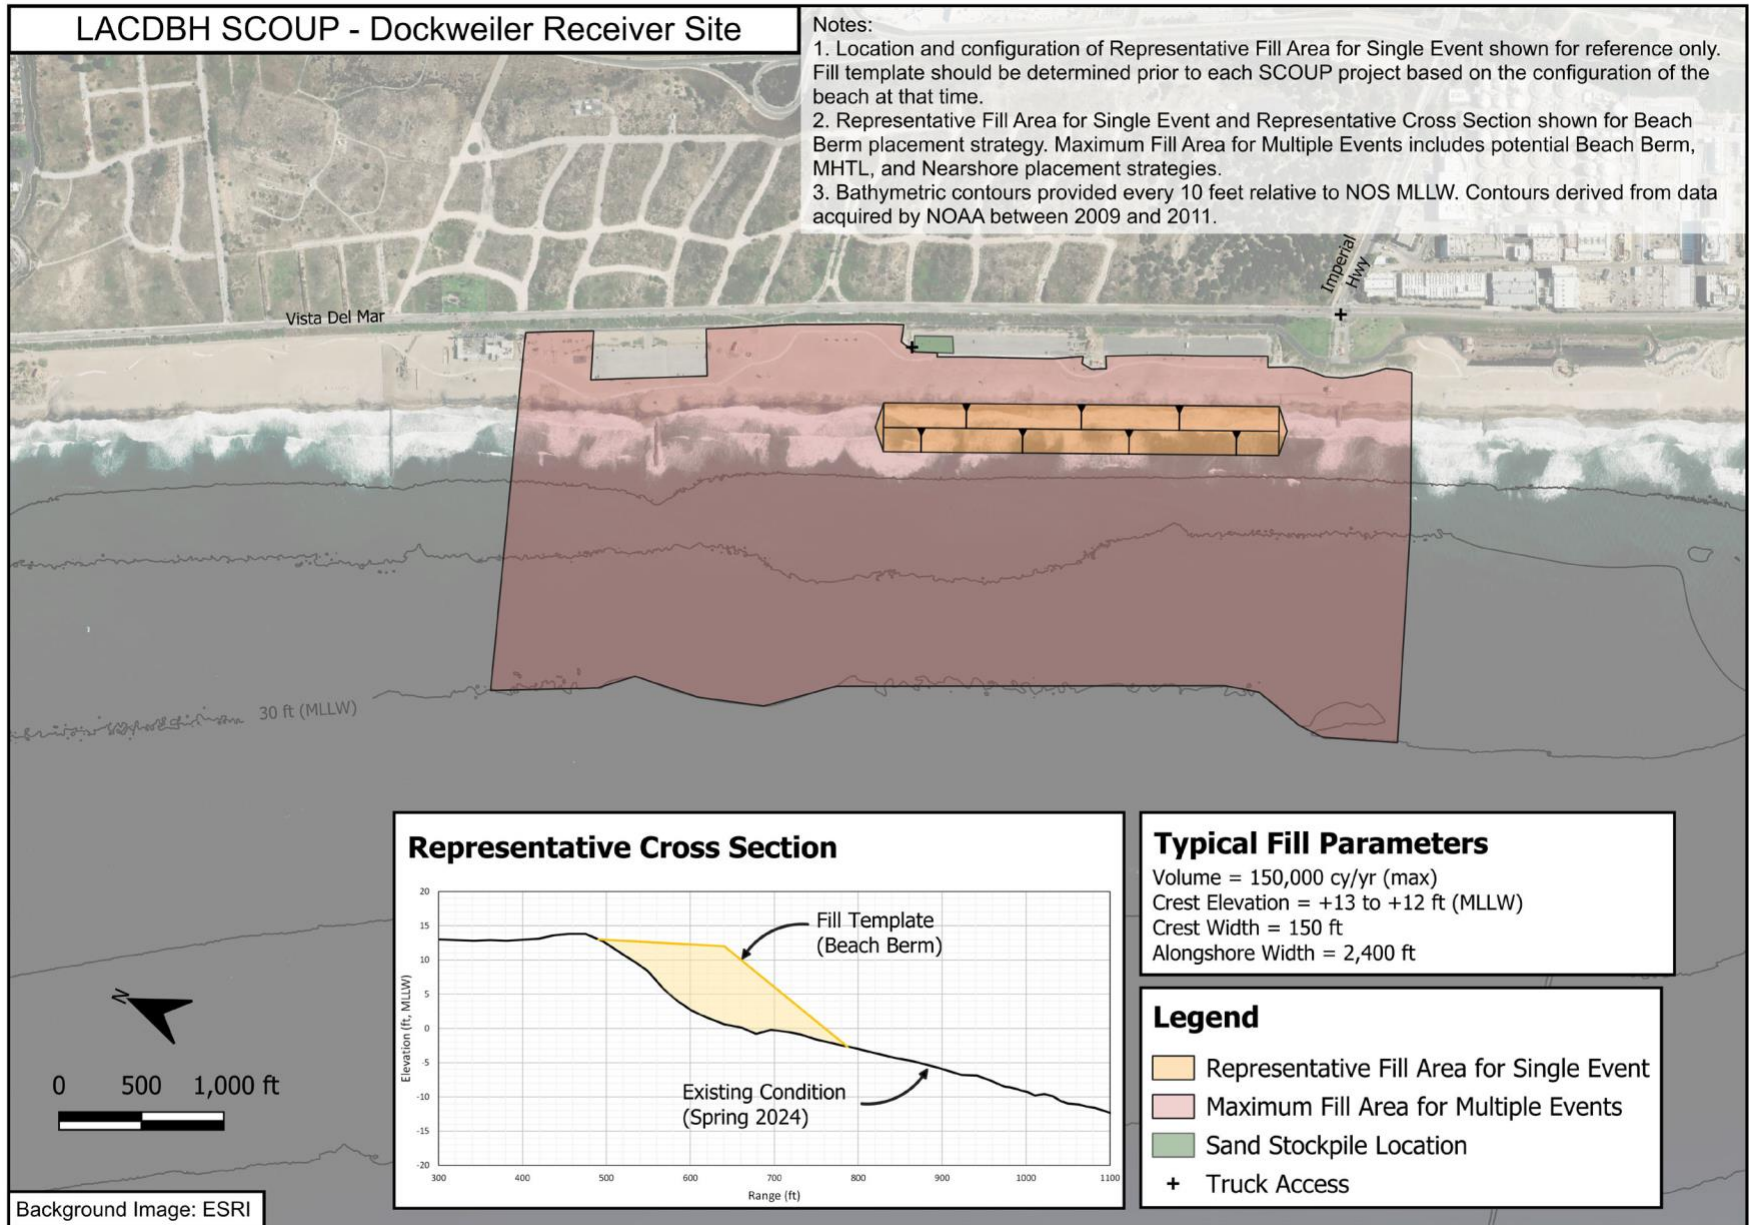 LACDBH SCOUP - Dockweiler Receiver Site
Notes:
1. Location and configuration of Representative Fill Area for Single Event shown for reference only.
Fill template should be determined prior to each SCOUP project based on the configuration of the
beach at that time.
2. Representative Fill Area for Single Event and Representative Cross Section shown for Beach
Berm placement strategy. Maximum Fill Area for Multiple Events includes potential Beach Berm,
MHTL, and Nearshore placement strategies.
3. Bathymetric contours provided every 10 feet relative to NOS MLLW. Contours derived from data
acquired by NOAA between 2009 and 2011.
Imperial
Hwy
Vista Del Mar
30 ft (MLLW)
N
0 500 1,000 ft
Background Image: ESRI
Representative Cross Section
Elevation (ft, MLLW)
20
15
10
5
0
-5
-10
-15
-20
Fill Template
(Beach Berm)
Existing Condition
(Spring 2024)
300 400 500 600 700 800 900 1000 1100
Range (ft)
Typical Fill Parameters
Volume = 150,000 cy/yr (max)
Crest Elevation = +13 to +12 ft (MLLW)
Crest Width = 150 ft
Alongshore Width = 2,400 ft
Legend
Representative Fill Area for Single Event
Maximum Fill Area for Multiple Events
Sand Stockpile Location
+ Truck Access